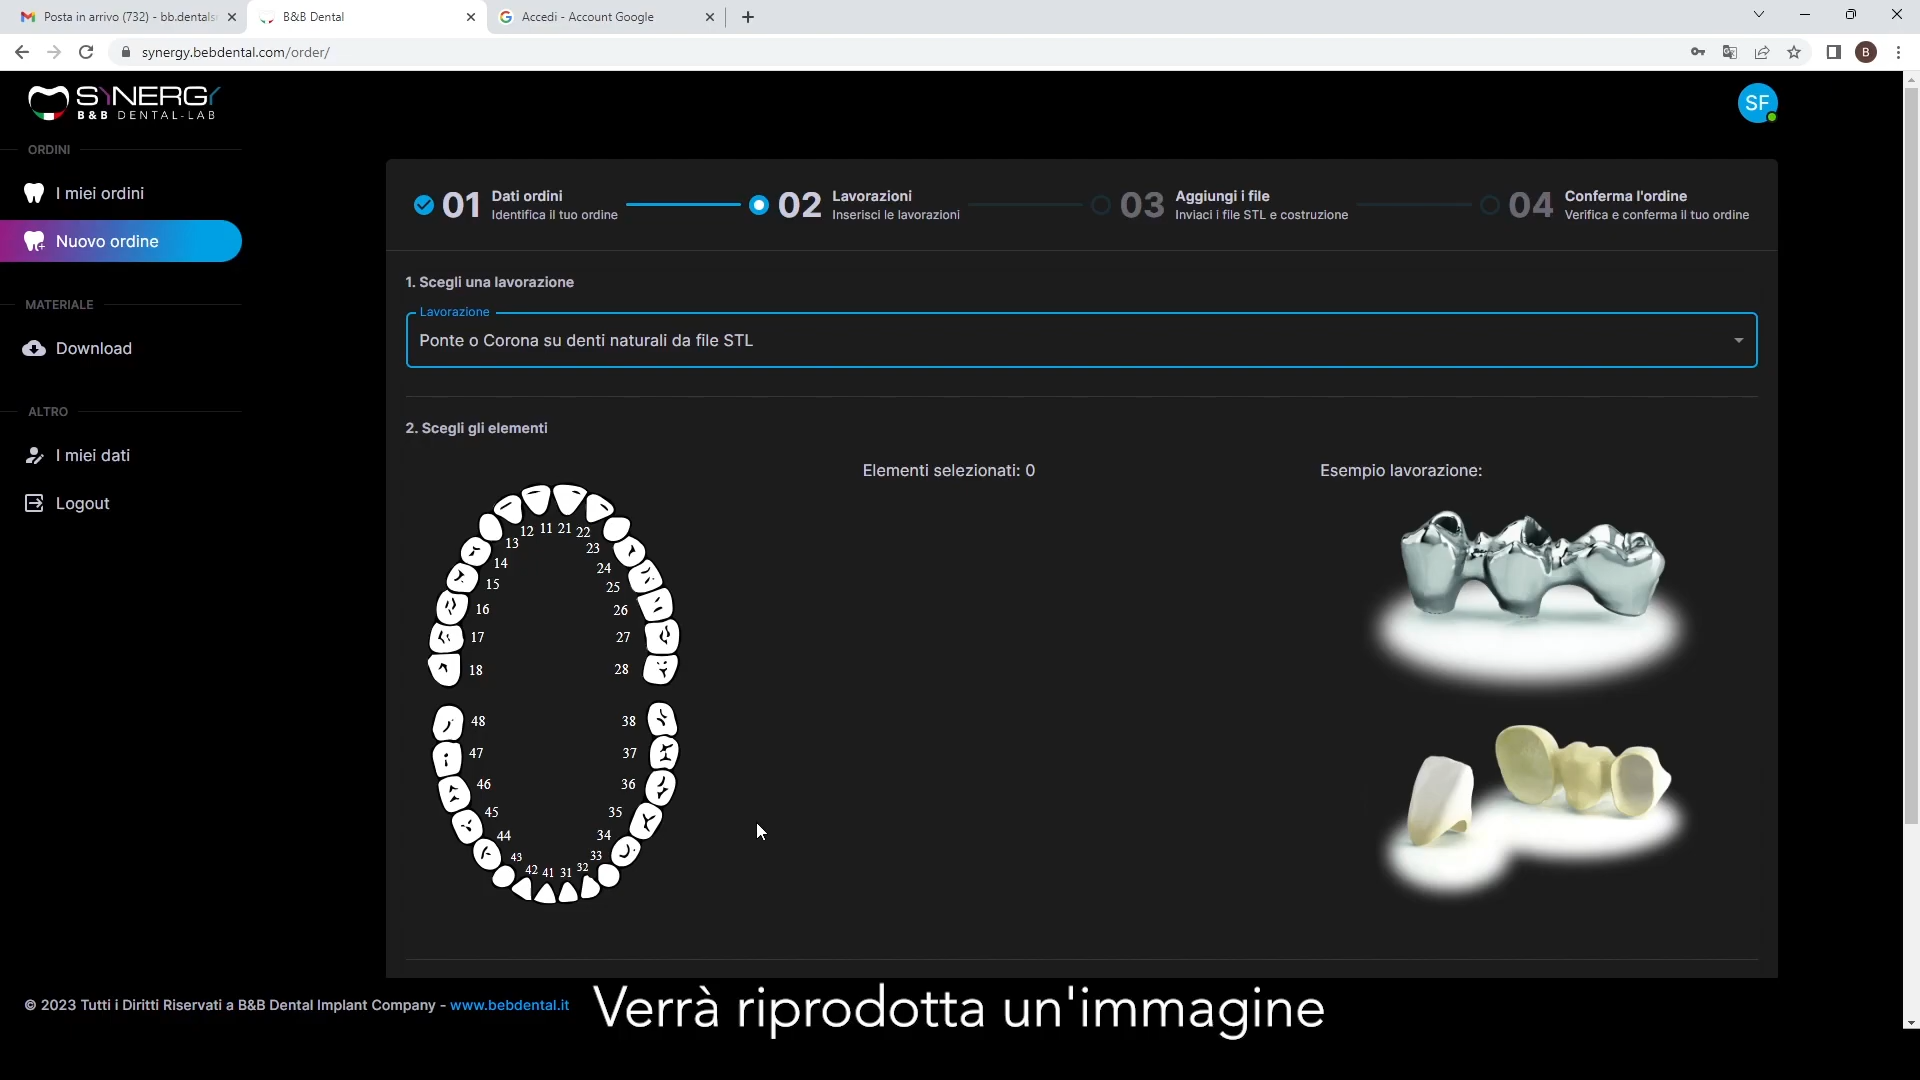 Posta in arrivo (732) - bb.dentals
B&B Dental
Accedi - Account Google
synergy.bebdental.com/order/
B
SYNERGY
B&B DENTAL-LAB
SF
ORDINI
I miei ordini
Nuovo ordine
MATERIALE
Download
ALTRO
I miei dati
Logout
01 Dati ordini
Identifica il tuo ordine
02 Lavorazioni
Inserisci le lavorazioni
03 Aggiungi i file
Inviaci i file STL e costruzione
04 Conferma l'ordine
Verifica e conferma il tuo ordine
1. Scegli una lavorazione
Lavorazione
Ponte o Corona su denti naturali da file STL
2. Scegli gli elementi
Elementi selezionati: 0
Esempio lavorazione:
12 11 21 22
13 23
14 24
15 25
16 26
17 27
18 28
48 38
47 37
46 36
45 35
44 34
43 33
42 41 31 32
© 2023 Tutti i Diritti Riservati a B&B Dental Implant Company - www.bebdental.it
Verrà riprodotta un'immagine